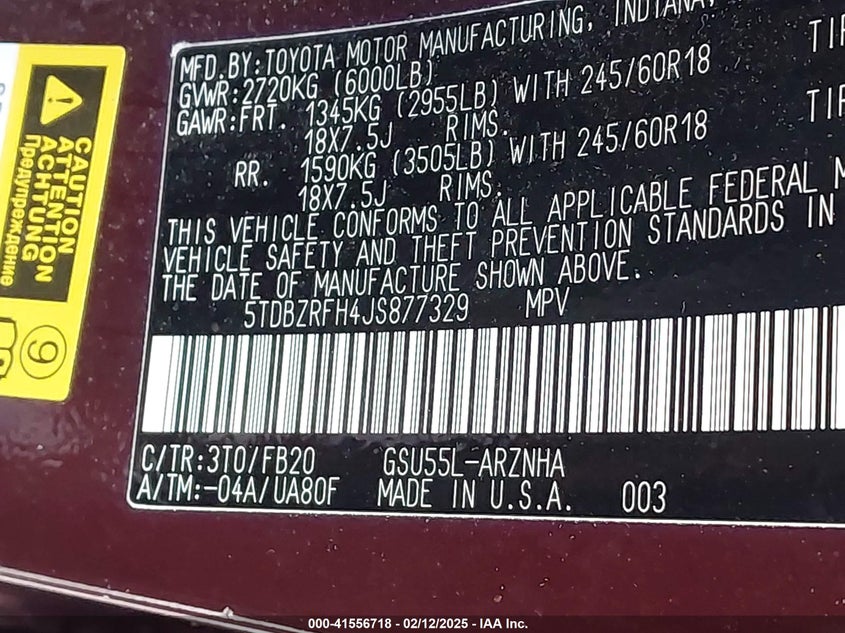 MFD.BY:TOYOTA MOTOR MANUFACTURING, INDIANA,
GVWR:2720KG (6000LB)
GAWR:FRT. 1345KG (2955LB) WITH 245/60R18 TIR
18X7.5J RIMS.
RR. 1590KG (3505LB) WITH 245/60R18 TIR
18X7.5J RIMS.
THIS VEHICLE CONFORMS TO ALL APPLICABLE FEDERAL M
VEHICLE SAFETY AND THEFT PREVENTION STANDARDS IN
THE DATE OF MANUFACTURE SHOWN ABOVE.
5TDBZRFH4JS877329 MPV
C/TR:3T0/FB20 GSU55L-ARZNHA
A/TM:-04A/UA80F MADE IN U.S.A. 003
CAUTION
ATTENTION
ACHTUNG
Предупреждение
9
000-41556718 - 02/12/2025 - IAA Inc.